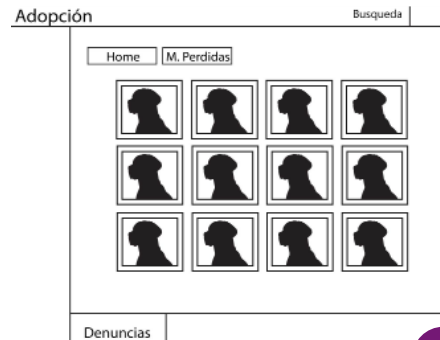 Adopción
Busqueda
Home
M. Perdidas
Denuncias